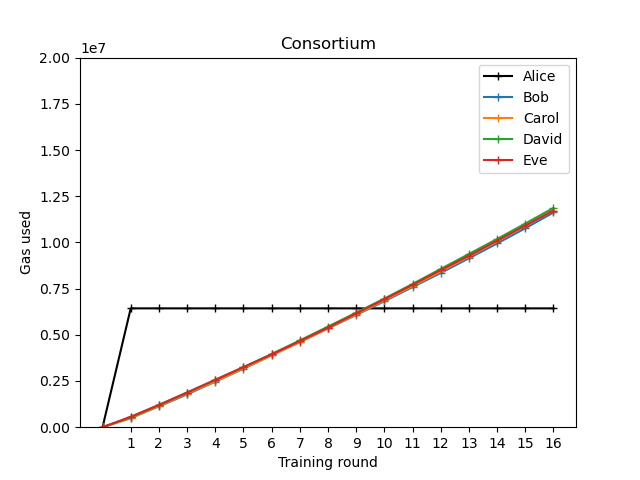 Consortium
1e7
2.00
1.75
1.50
1.25
1.00
0.75
0.50
0.25
0.00
Gas used
Alice
Bob
Carol
David
Eve
1 2 3 4 5 6 7 8 9 10 11 12 13 14 15 16
Training round